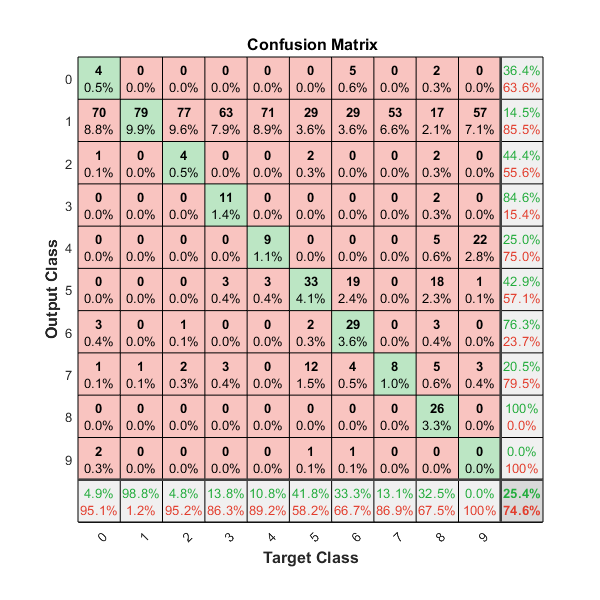 Confusion Matrix
0 4 0 0 0 0 0 5 0 2 0 36.4%
0.5% 0.0% 0.0% 0.0% 0.0% 0.0% 0.6% 0.0% 0.3% 0.0% 63.6%
1 70 79 77 63 71 29 29 53 17 57 14.5%
8.8% 9.9% 9.6% 7.9% 8.9% 3.6% 3.6% 6.6% 2.1% 7.1% 85.5%
2 1 0 4 0 0 2 0 0 2 0 44.4%
0.1% 0.0% 0.5% 0.0% 0.0% 0.3% 0.0% 0.0% 0.3% 0.0% 55.6%
3 0 0 0 11 0 0 0 0 2 0 84.6%
0.0% 0.0% 0.0% 1.4% 0.0% 0.0% 0.0% 0.0% 0.3% 0.0% 15.4%
4 0 0 0 0 9 0 0 0 5 22 25.0%
0.0% 0.0% 0.0% 0.0% 1.1% 0.0% 0.0% 0.0% 0.6% 2.8% 75.0%
5 0 0 0 3 3 33 19 0 18 1 42.9%
0.0% 0.0% 0.0% 0.4% 0.4% 4.1% 2.4% 0.0% 2.3% 0.1% 57.1%
6 3 0 1 0 0 2 29 0 3 0 76.3%
0.4% 0.0% 0.1% 0.0% 0.0% 0.3% 3.6% 0.0% 0.4% 0.0% 23.7%
7 1 1 2 3 0 12 4 8 5 3 20.5%
0.1% 0.1% 0.3% 0.4% 0.0% 1.5% 0.5% 1.0% 0.6% 0.4% 79.5%
8 0 0 0 0 0 0 0 0 26 0 100%
0.0% 0.0% 0.0% 0.0% 0.0% 0.0% 0.0% 0.0% 3.3% 0.0% 0.0%
9 2 0 0 0 0 1 1 0 0 0 0.0%
0.3% 0.0% 0.0% 0.0% 0.0% 0.1% 0.1% 0.0% 0.0% 0.0% 100%
4.9% 98.8% 4.8% 13.8% 10.8% 41.8% 33.3% 13.1% 32.5% 0.0% 25.4%
95.1% 1.2% 95.2% 86.3% 89.2% 58.2% 66.7% 86.9% 67.5% 100% 74.6%
0 1 2 3 4 5 6 7 8 9
Target Class
Output Class